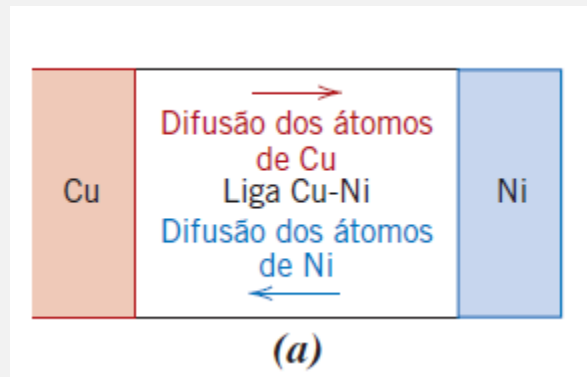 Difusão dos átomos
de Cu
Cu
Liga Cu-Ni
Ni
Difusão dos átomos
de Ni
(a)